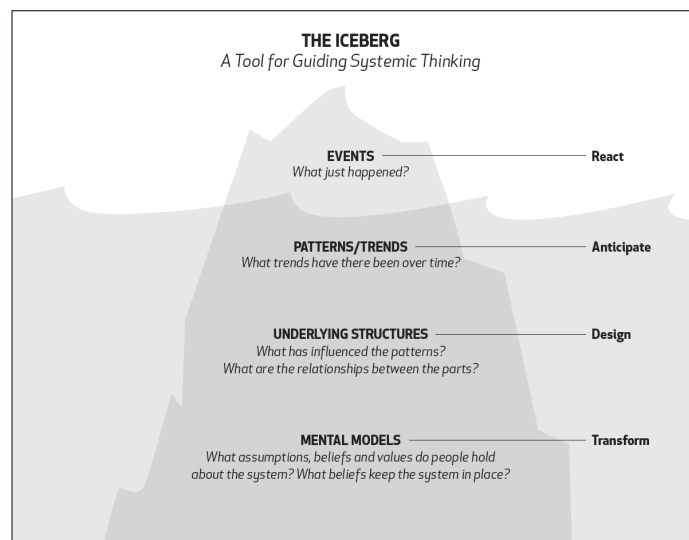 THE ICEBERG
A Tool for Guiding Systemic Thinking
EVENTS
React
What just happened?
PATTERNS/TRENDS
Anticipate
What trends have there been over time?
UNDERLYING STRUCTURES
Design
What has influenced the patterns?
What are the relationships between the parts?
MENTAL MODELS
Transform
What assumptions, beliefs and values do people hold
about the system? What beliefs keep the system in place?